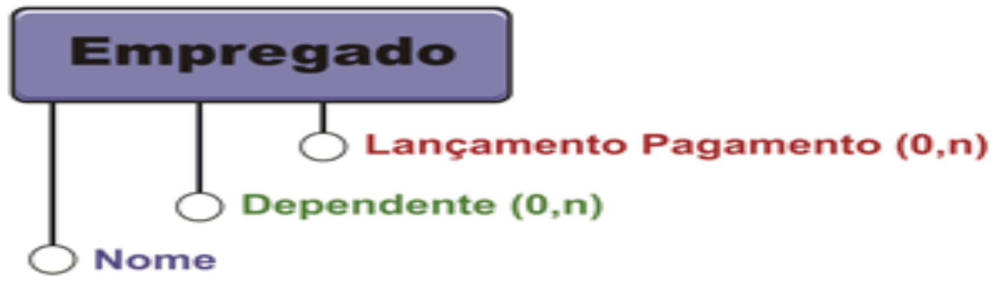 Empregado
Lançamento Pagamento (0,n)
Dependente (0,n)
Nome